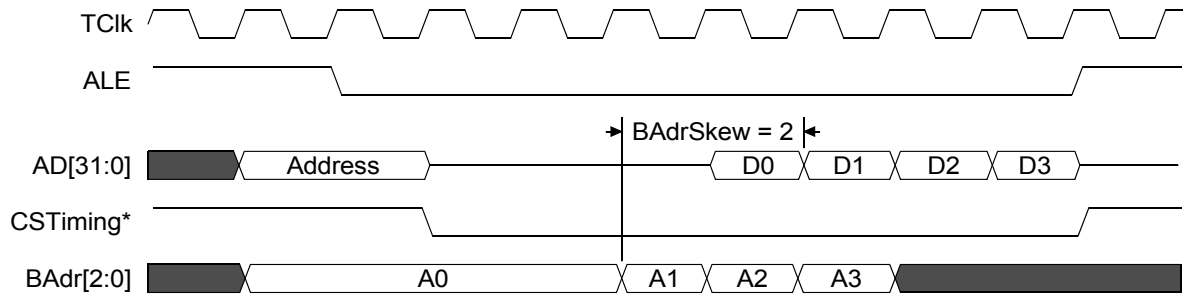 TClk
ALE
BAdrSkew = 2
AD[31:0] Address D0 D1 D2 D3
CSTiming*
BAdr[2:0] A0 A1 A2 A3